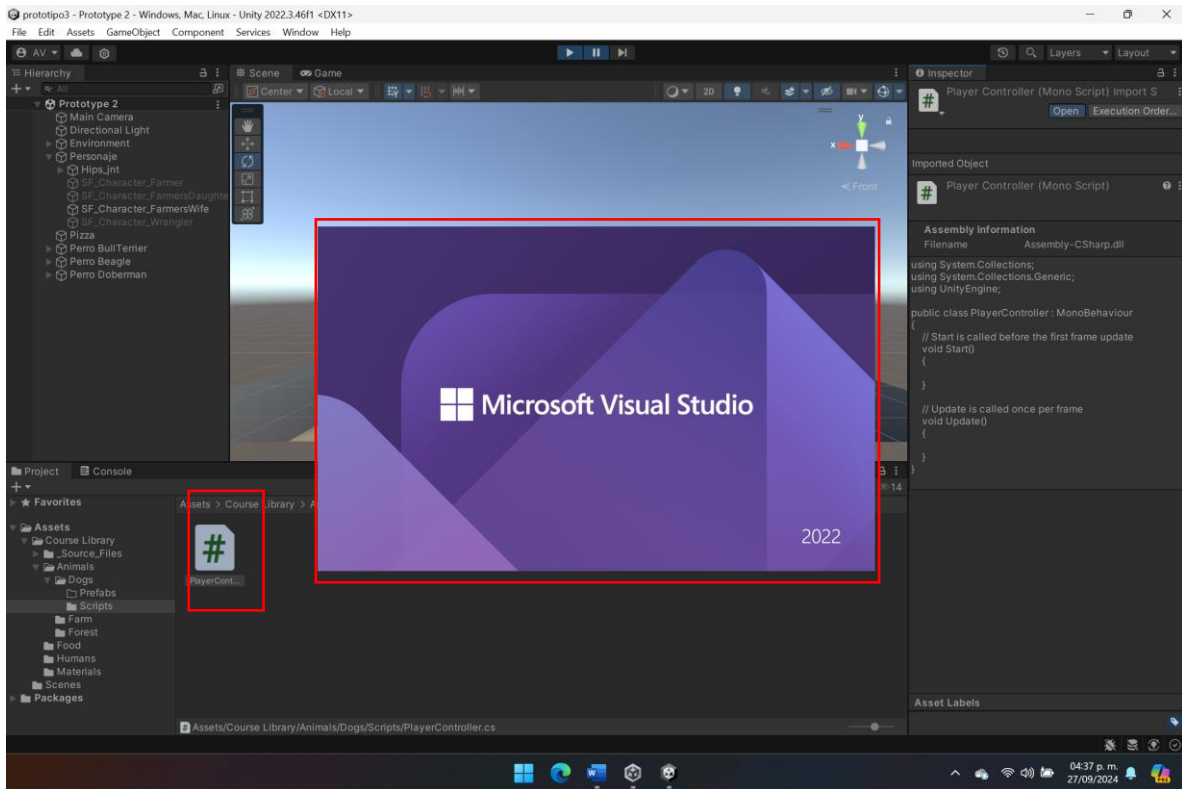 prototipo3 - Prototype 2 - Windows, Mac, Linux - Unity 2022.3.46f1 <DX11>
File Edit Assets GameObject Component Services Window Help
AV
Layers Layout
Hierarchy
All
Prototype 2
Main Camera
Directional Light
Environment
Personaje
Hips_jnt
SF_Character_Farmer
SF_Character_FarmersDaughte
SF_Character_FarmersWife
SF_Character_Wrangler
Pizza
Perro BullTerrier
Perro Beagle
Perro Doberman
Scene Game
Center Local 2D
y
x
Front
Microsoft Visual Studio
2022
Inspector
Player Controller (Mono Script) Import S
Open Execution Order...
Imported Object
# Player Controller (Mono Script)
Assembly Information
Filename Assembly-CSharp.dll
using System.Collections;
using System.Collections.Generic;
using UnityEngine;
public class PlayerController : MonoBehaviour
{
// Start is called before the first frame update
void Start()
{
}
// Update is called once per frame
void Update()
{
}
}
Asset Labels
Project Console
14
Favorites
Assets
Course Library
_Source_Files
Animals
Dogs
Prefabs
Scripts
Farm
Forest
Food
Humans
Materials
Scenes
Packages
Assets > Course Library > A
#
PlayerCont...
Assets/Course Library/Animals/Dogs/Scripts/PlayerController.cs
04:37 p. m.
27/09/2024